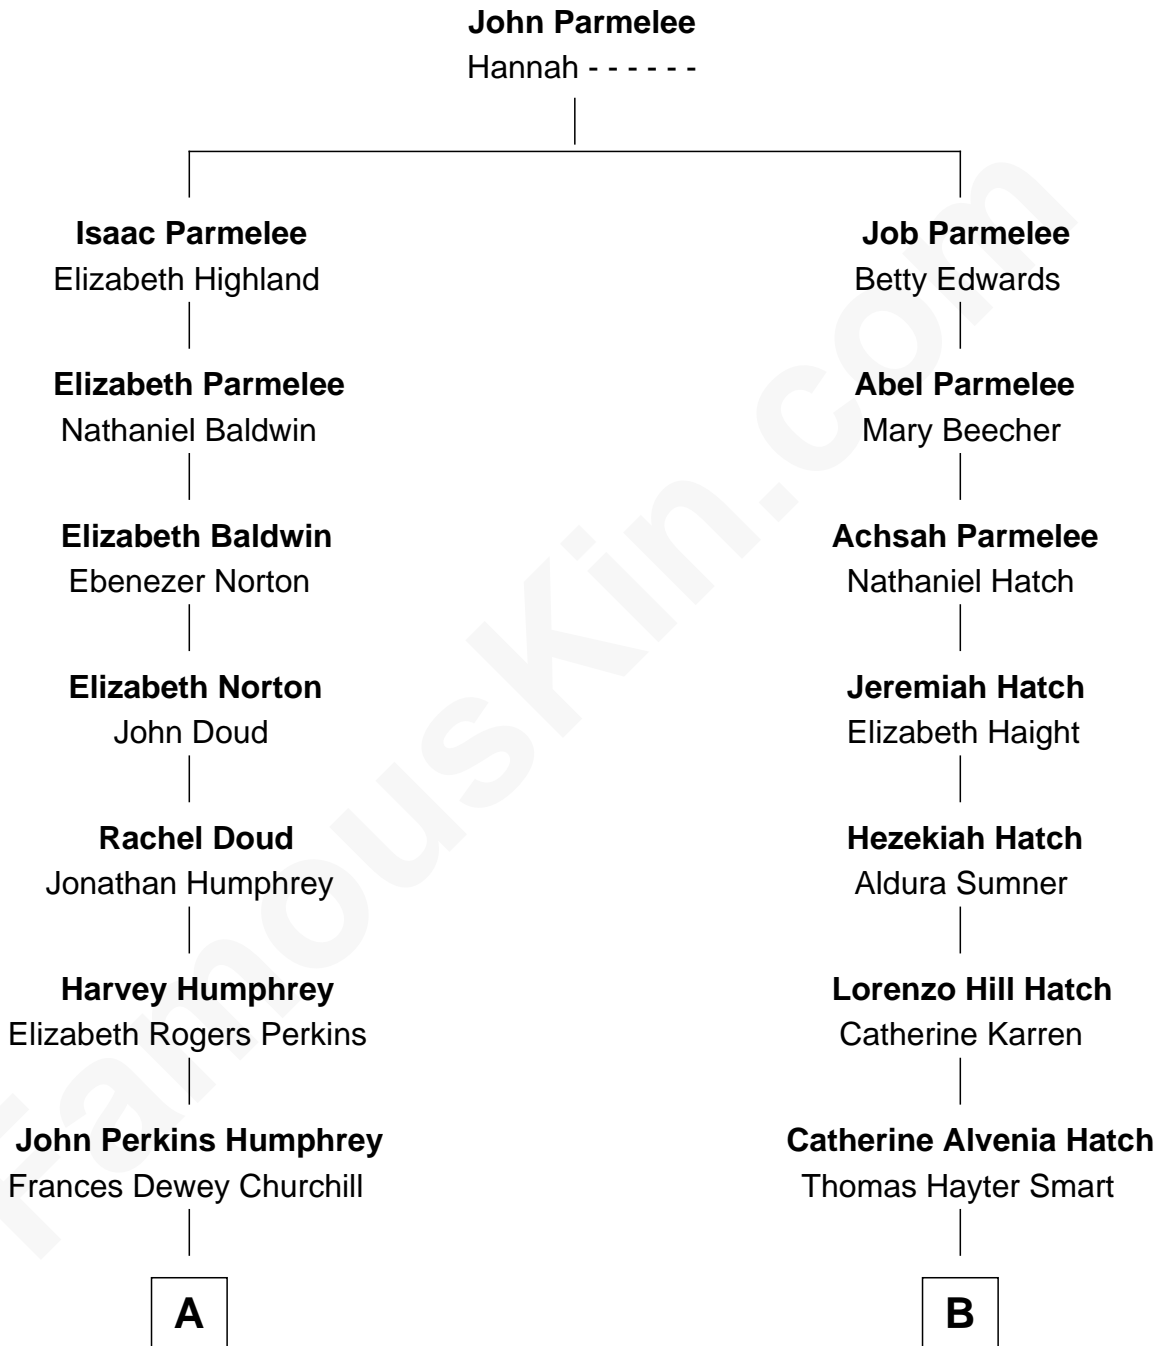 John Parmelee
Hannah - - - - - -
Isaac Parmelee
Elizabeth Highland
Job Parmelee
Betty Edwards
Elizabeth Parmelee
Nathaniel Baldwin
Abel Parmelee
Mary Beecher
Elizabeth Baldwin
Ebenezer Norton
Achsah Parmelee
Nathaniel Hatch
Elizabeth Norton
John Doud
Jeremiah Hatch
Elizabeth Haight
Rachel Doud
Jonathan Humphrey
Hezekiah Hatch
Aldura Sumner
Harvey Humphrey
Elizabeth Rogers Perkins
Lorenzo Hill Hatch
Catherine Karren
John Perkins Humphrey
Frances Dewey Churchill
Catherine Alvenia Hatch
Thomas Hayter Smart
A
B
FamousKin.com